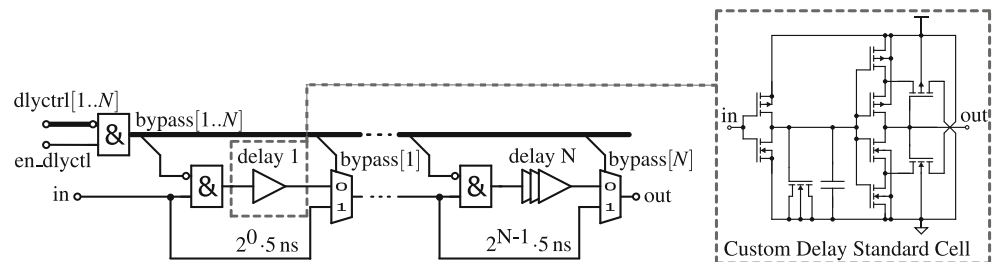 dlyctrl[1..N]
en_dlyctl
&
bypass[1..N]
in
&
delay 1
bypass[1]
0
1
2^0·5 ns
&
delay N
bypass[N]
0
1
out
2^N-1·5 ns
in
out
Custom Delay Standard Cell